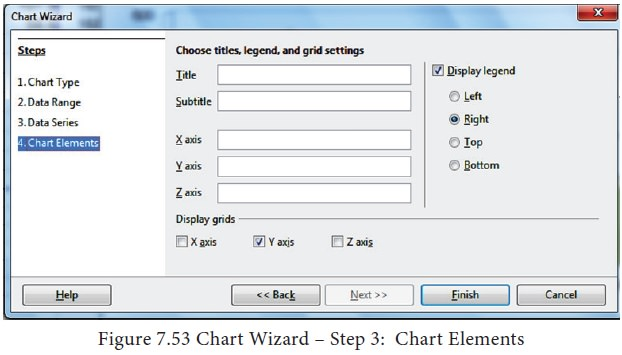 Chart Wizard
Steps
1. Chart Type
2. Data Range
3. Data Series
4. Chart Elements
Choose titles, legend, and grid settings
Title
Subtitle
X axis
Y axis
Z axis
Display legend
Left
Right
Top
Bottom
Display grids
X axis
Y axis
Z axis
Help
<< Back
Next >>
Finish
Cancel
Figure 7.53 Chart Wizard – Step 3: Chart Elements